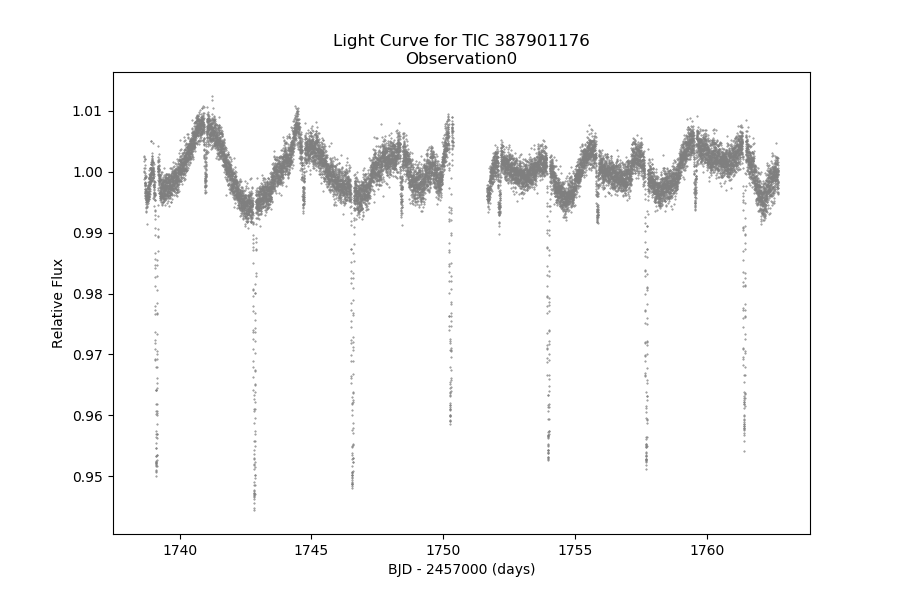 Light Curve for TIC 387901176
Observation0
Relative Flux
1.01
1.00
0.99
0.98
0.97
0.96
0.95
1740 1745 1750 1755 1760
BJD - 2457000 (days)